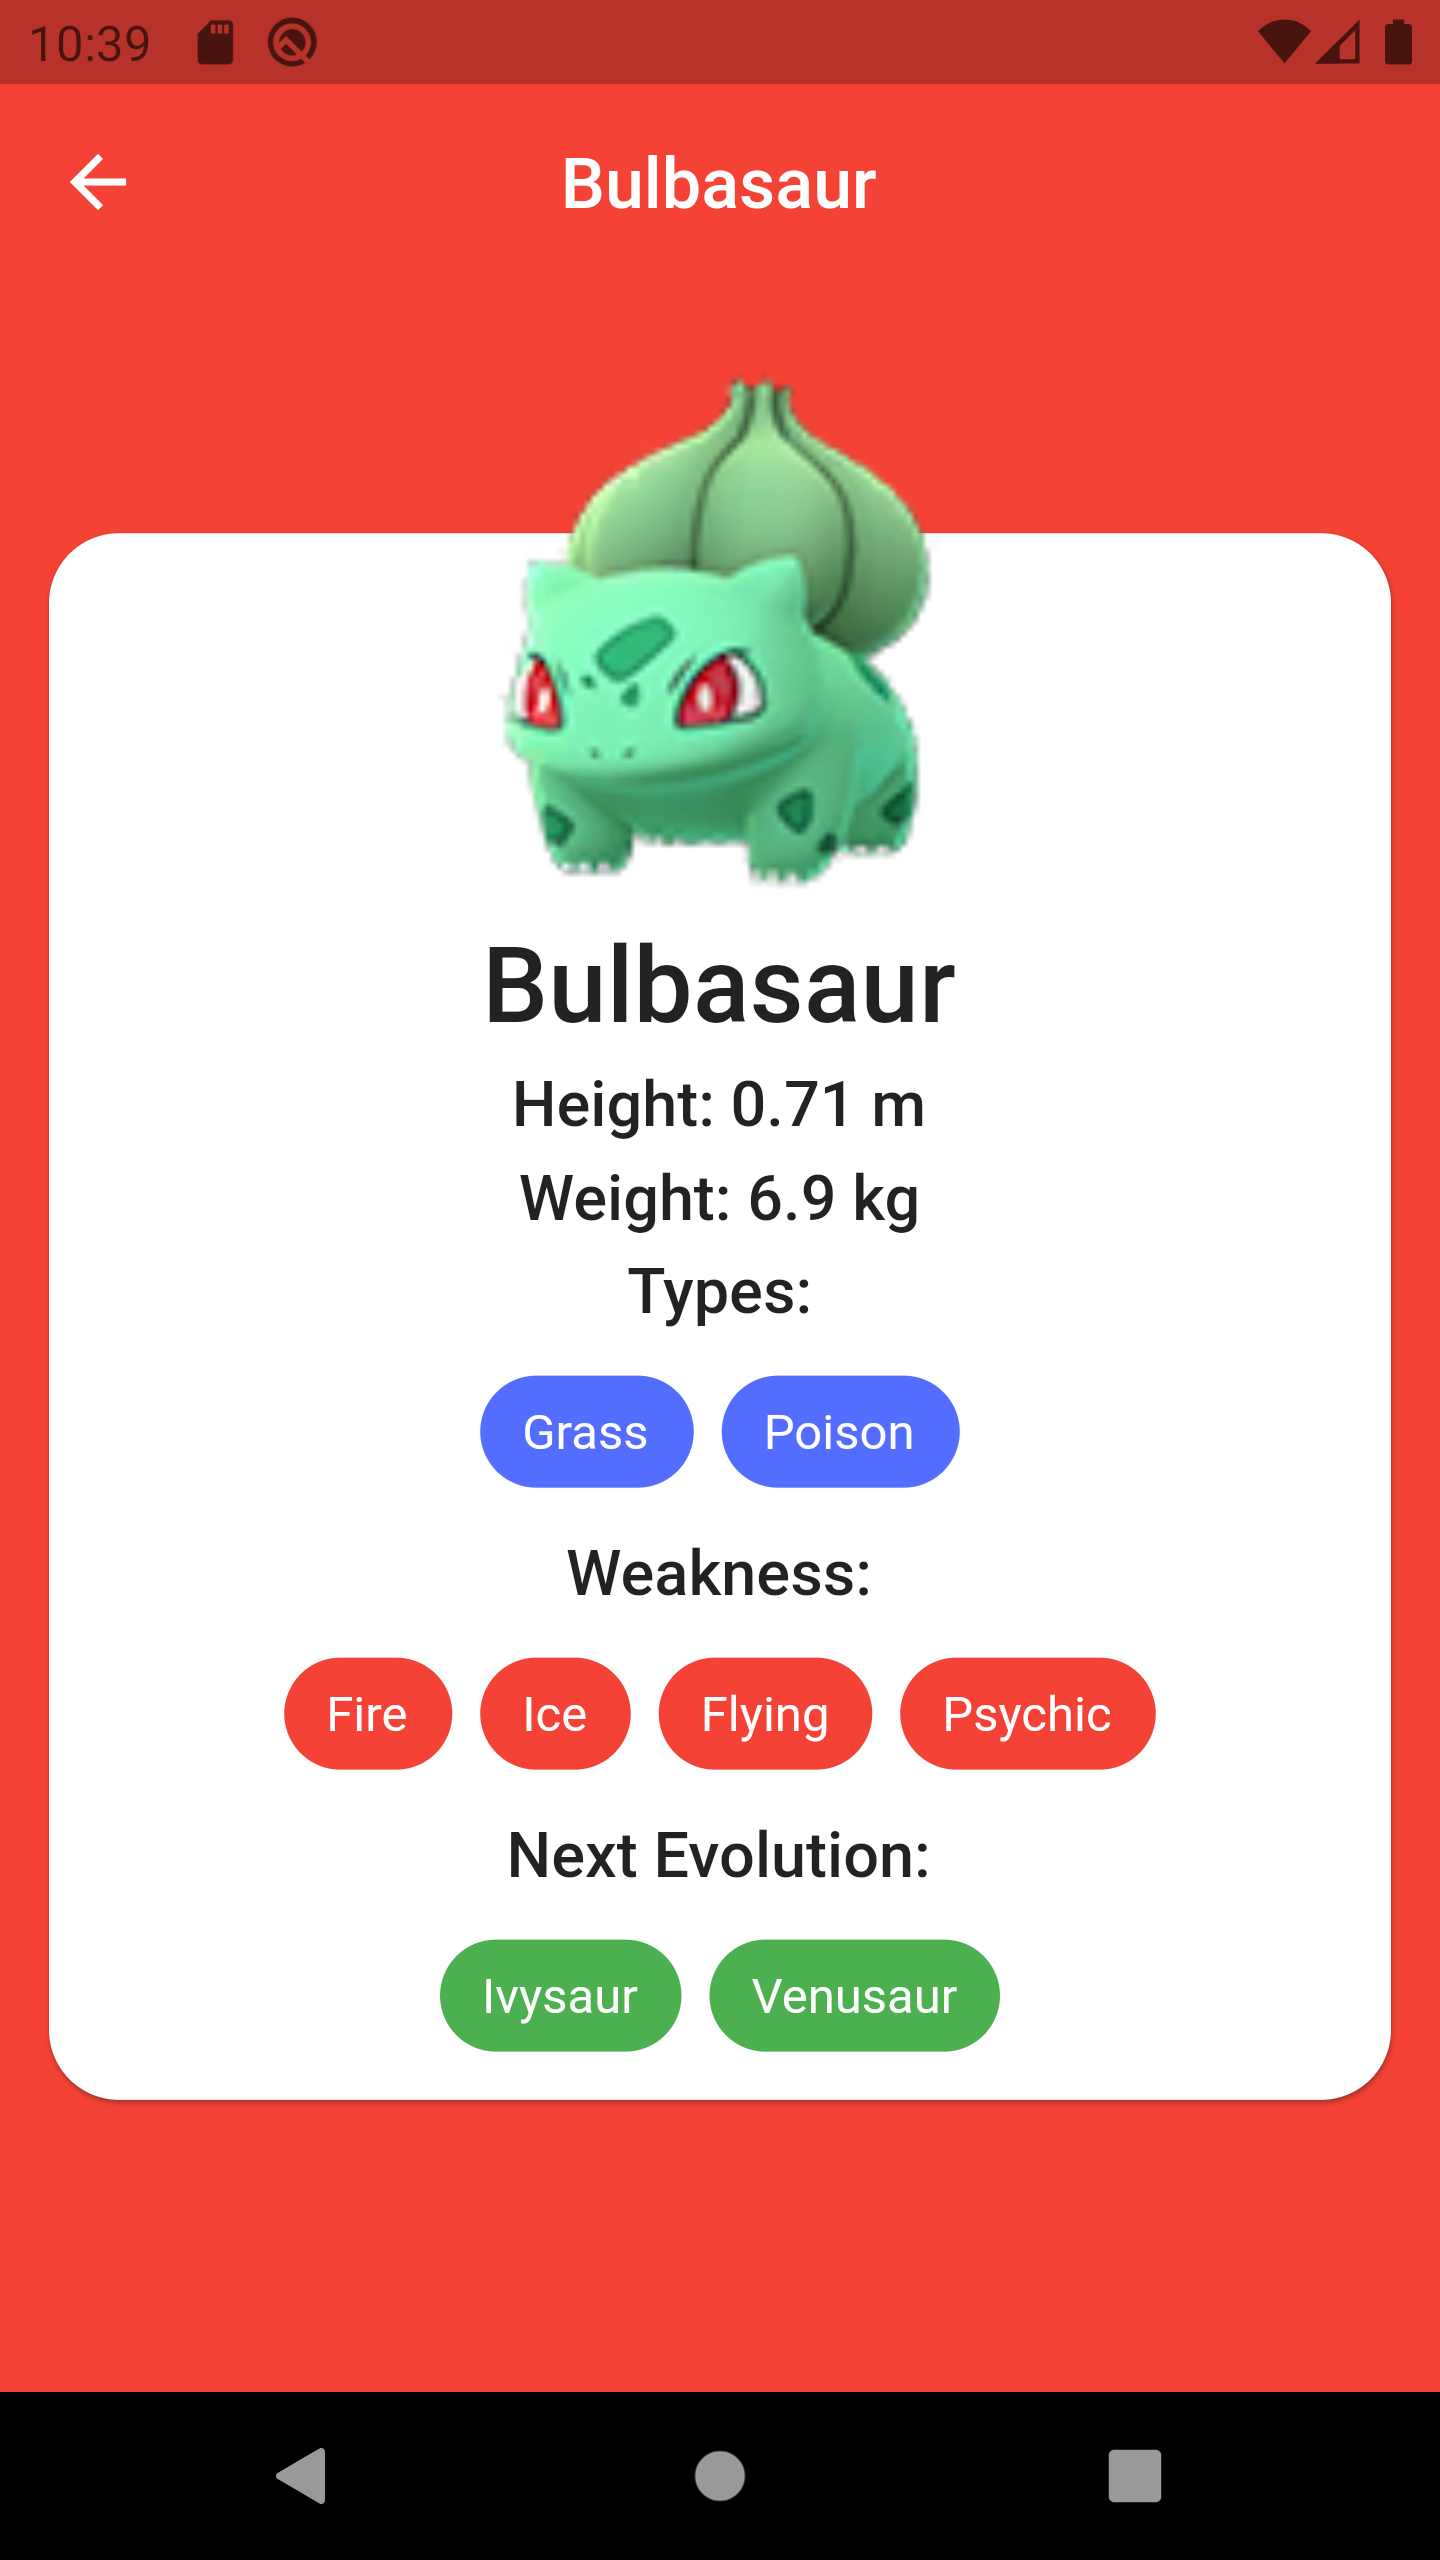 10:39
Bulbasaur
Bulbasaur
Height: 0.71 m
Weight: 6.9 kg
Types:
Grass Poison
Weakness:
Fire Ice Flying Psychic
Next Evolution:
Ivysaur Venusaur